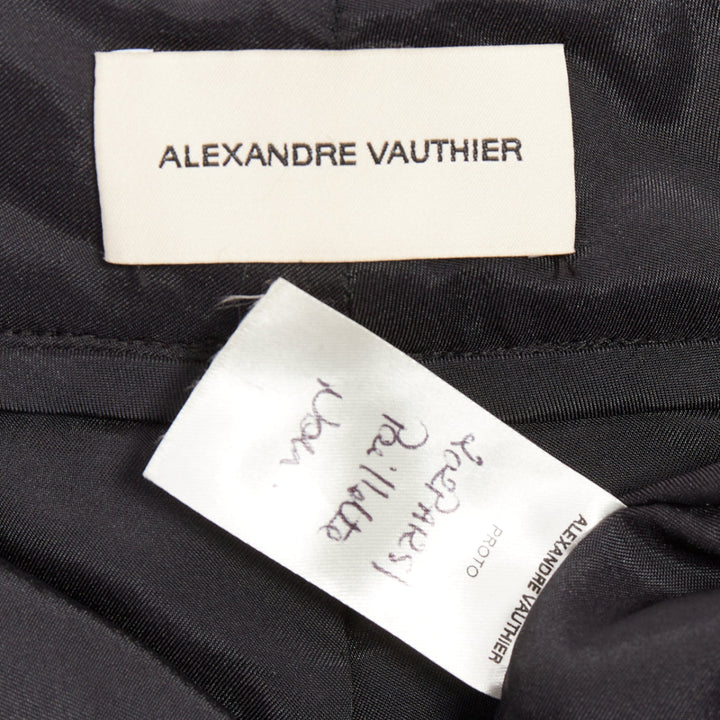 ALEXANDRE VAUTHIER
ALEXANDRE VAUTHIER
PROTO
Paillette
Noir.